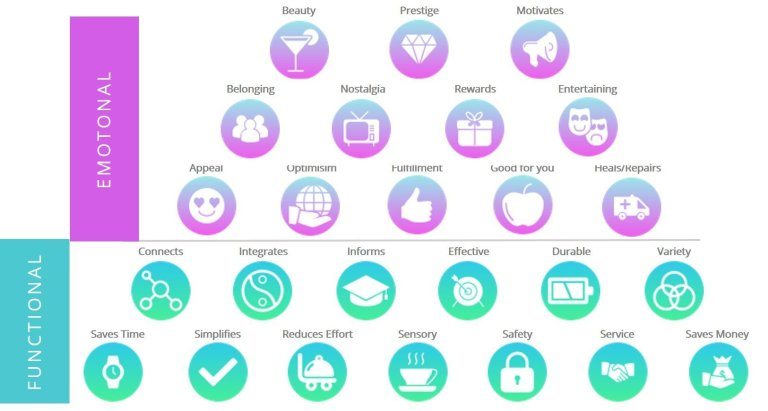 Beauty Prestige Motivates
EMOTONAL
Belonging Nostalgia Rewards Entertaining
Appeal Optimisim Fulfillment Good for you Heals/Repairs
FUNCTIONAL
Connects Integrates Informs Effective Durable Variety
Saves Time Simplifies Reduces Effort Sensory Safety Service Saves Money